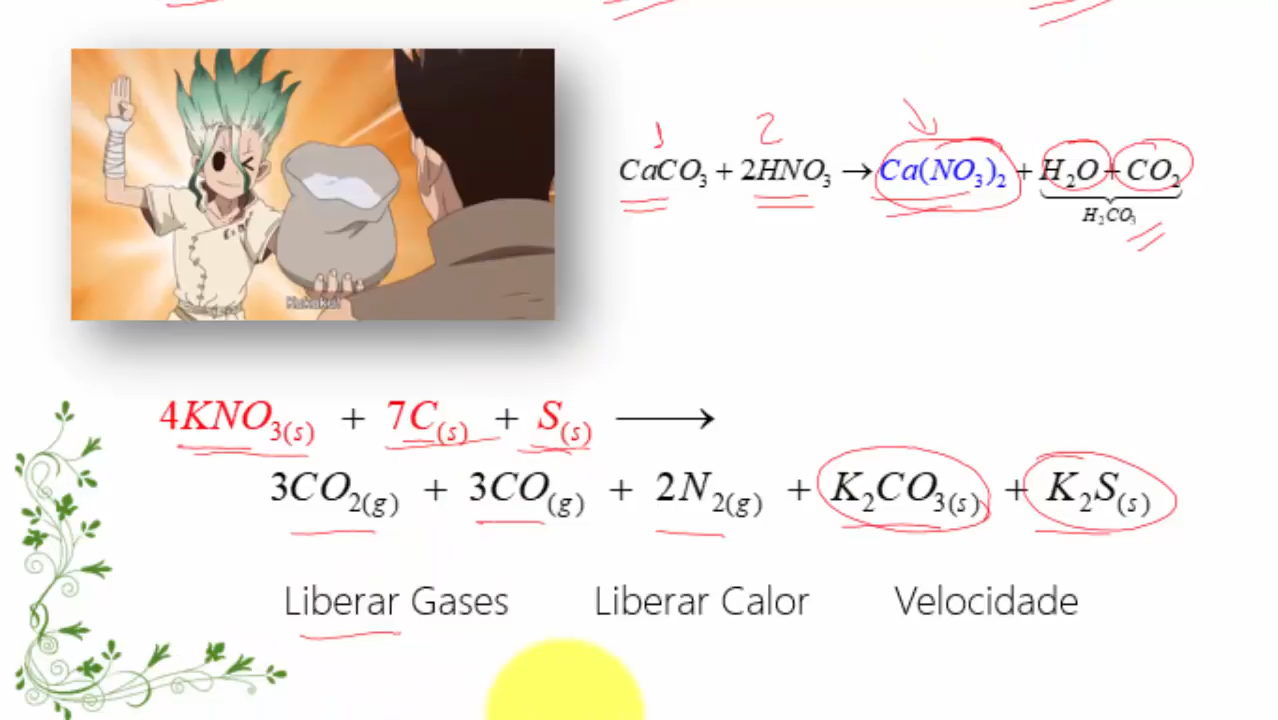 1 2
CaCO₃ + 2HNO₃ → Ca(NO₃)₂ + H₂O + CO₂
H₂CO₃
Kukuku!
4KNO₃(s) + 7C(s) + S(s) ⟶
3CO₂(g) + 3CO(g) + 2N₂(g) + K₂CO₃(s) + K₂S(s)
Liberar Gases Liberar Calor Velocidade